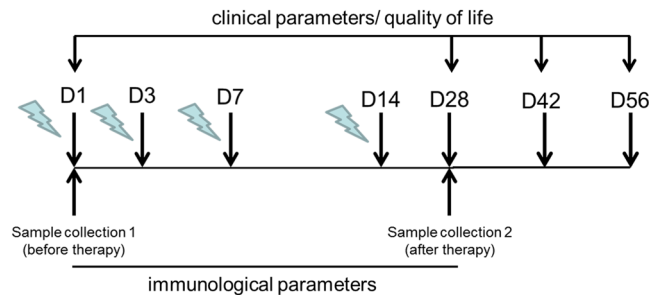 clinical parameters/ quality of life
D1 D3 D7 D14 D28 D42 D56
Sample collection 1
(before therapy)
Sample collection 2
(after therapy)
immunological parameters